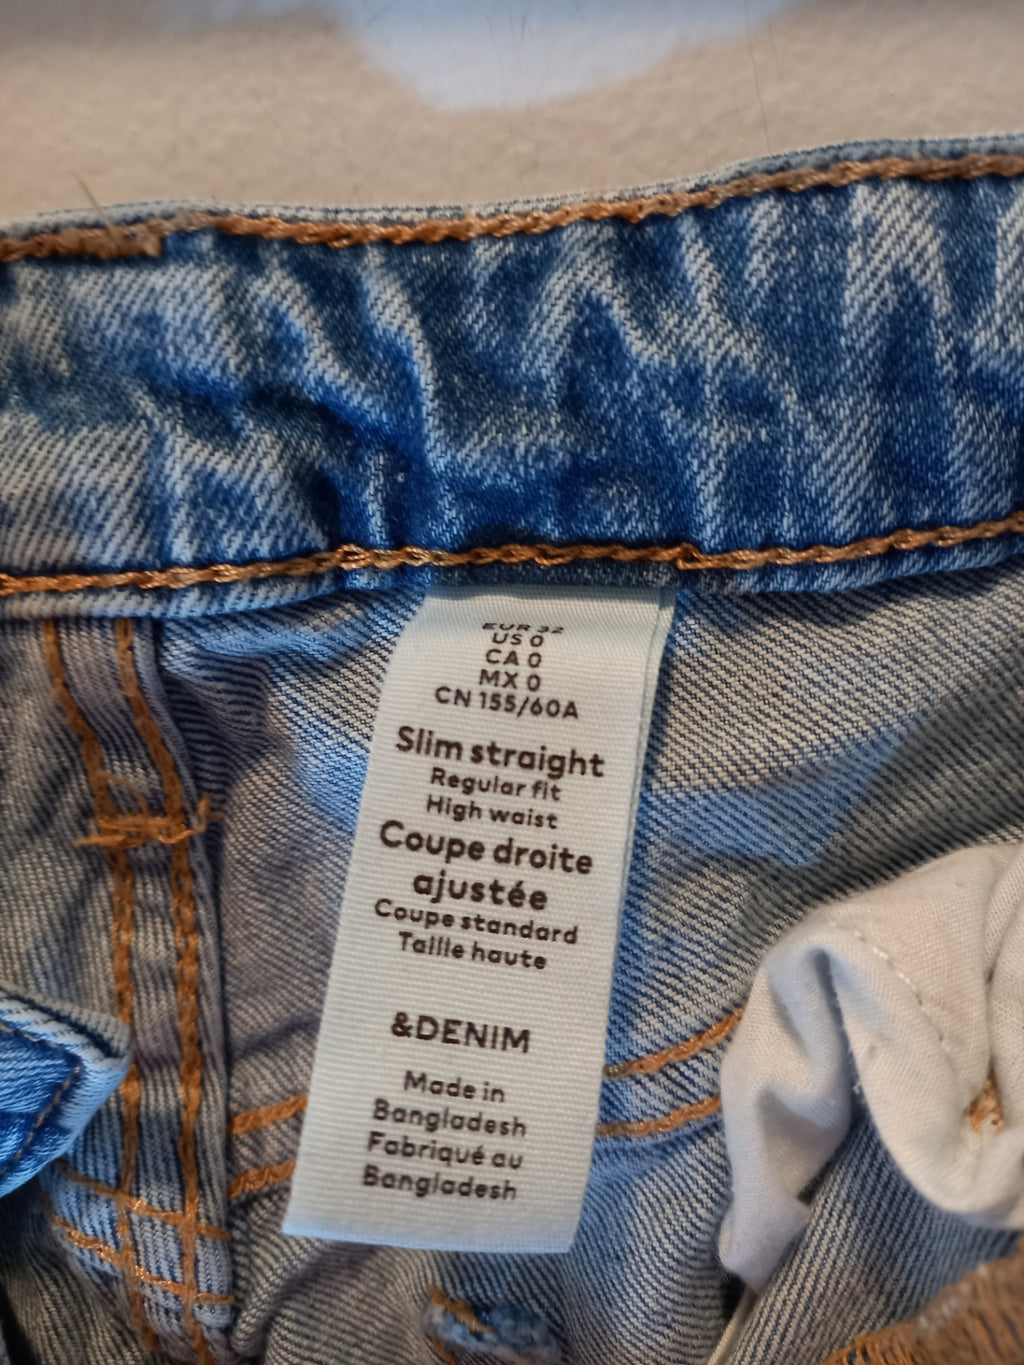 EUR 32
US 0
CA 0
MX 0
CN 155/60A
Slim straight
Regular fit
High waist
Coupe droite
ajustée
Coupe standard
Taille haute
&DENIM
Made in
Bangladesh
Fabriqué au
Bangladesh